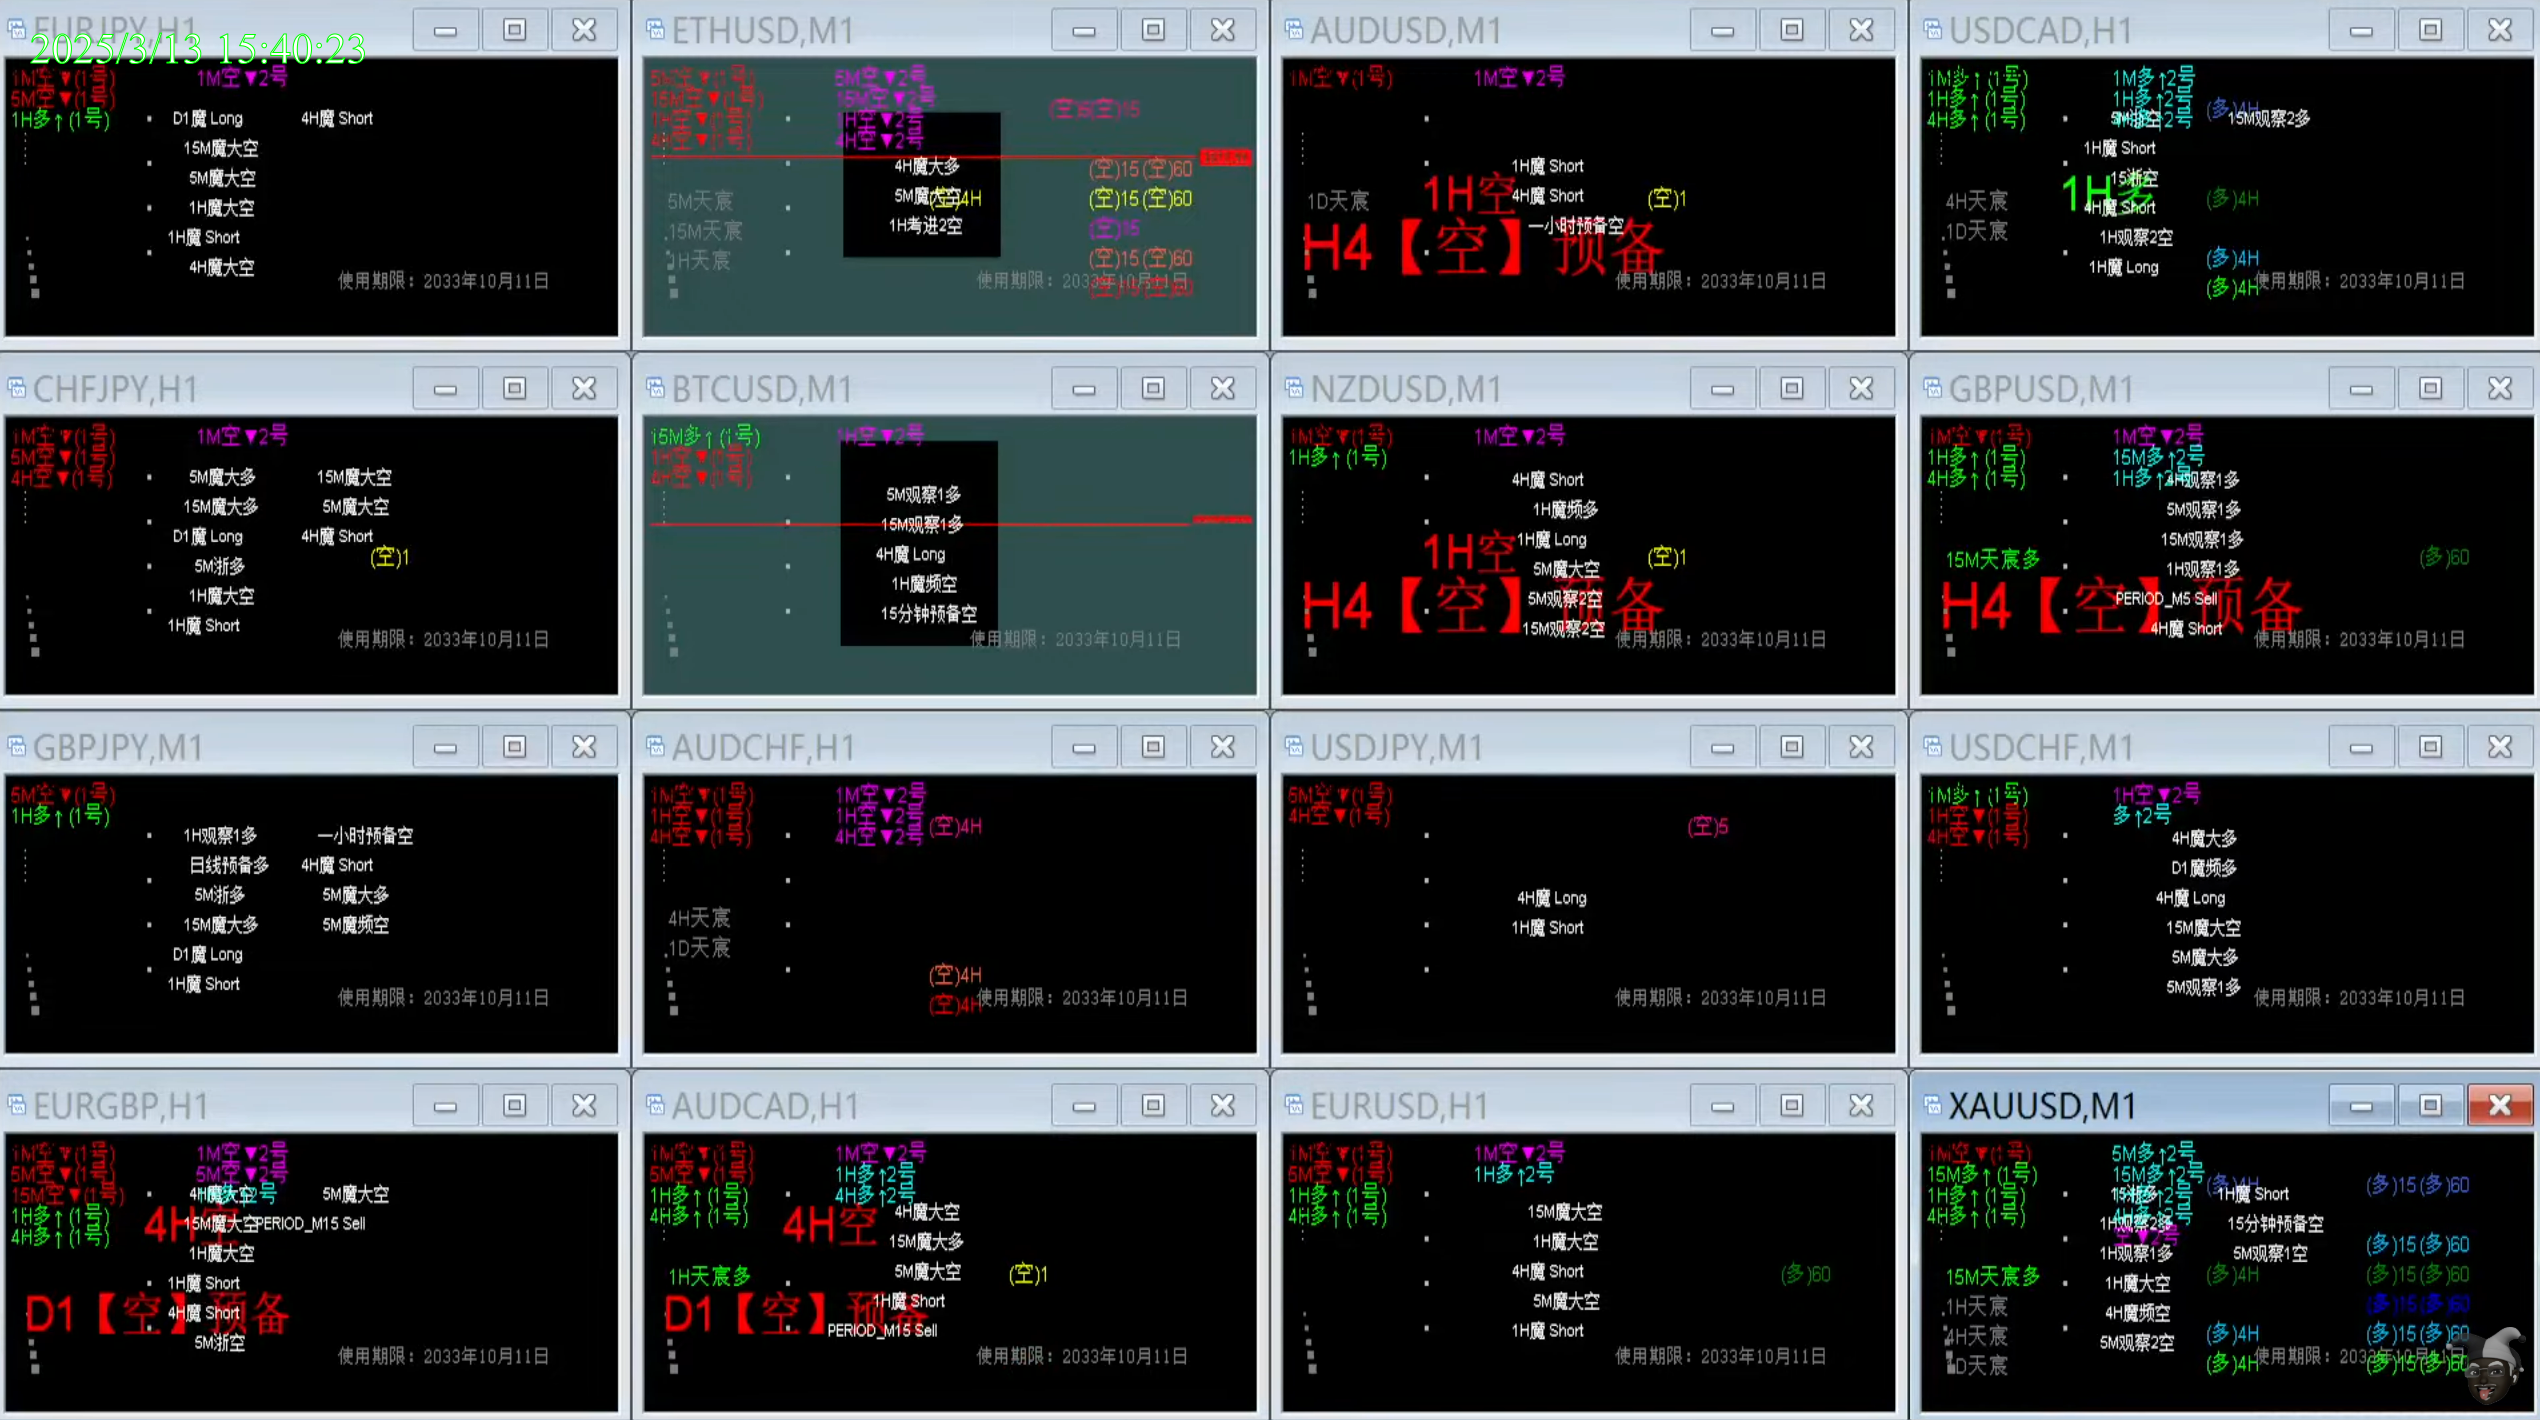 EURJPY,H1
2025/3/13 15:40:23
1M空▼(1号)
1M空▼2号
5M空▼(1号)
1H多↑(1号)
D1魔 Long
4H魔 Short
15M魔大空
5M魔大空
1H魔大空
1H魔 Short
4H魔大空
使用期限：2033年10月11日
ETHUSD,M1
5M空▼(1号)
5M空▼2号
15M空▼(1号)
15M空▼2号
1H空▼(1号)
1H空▼2号
4H空▼(1号)
4H空▼2号
(空)15(空)15
4H魔大多
(空)15(空)60
5M天宸
5M魔大空
(空)4H
(空)15(空)60
15M天宸
1H考进2空
(空)15
1H天宸
(空)15(空)60
使用期限：2033年10月11日
AUDUSD,M1
1M空▼(1号)
1M空▼2号
1H魔 Short
1D天宸
1H空
4H魔 Short
(空)1
一小时预备空
H4【空】预备
使用期限：2033年10月11日
USDCAD,H1
1M多↑(1号)
1M多↑2号
1H多↑(1号)
1H多↑2号
(多)4H
4H多↑(1号)
15M观察2多
1H魔 Short
15浙空
4H天宸
1H多
4H魔 Short
(多)4H
1D天宸
1H观察2空
1H魔 Long
(多)4H
(多)4H
使用期限：2033年10月11日
CHFJPY,H1
1M空▼(1号)
1M空▼2号
5M空▼(1号)
4H空▼(1号)
5M魔大多
15M魔大空
15M魔大多
5M魔大空
D1魔 Long
4H魔 Short
(空)1
5M浙多
1H魔大空
1H魔 Short
使用期限：2033年10月11日
BTCUSD,M1
15M多↑(1号)
1H空▼2号
1H空▼(1号)
4H空▼(1号)
5M观察1多
15M观察1多
4H魔 Long
1H魔频空
15分钟预备空
使用期限：2033年10月11日
NZDUSD,M1
1M空▼(1号)
1M空▼2号
1H多↑(1号)
4H魔 Short
1H魔频多
1H空
1H魔 Long
(空)1
5M魔大空
5M观察2空
H4【空】预备
15M观察2空
使用期限：2033年10月11日
GBPUSD,M1
1M空▼(1号)
1M空▼2号
1H多↑(1号)
15M多↑2号
4H多↑(1号)
1H多↑2号
4H观察1多
5M观察1多
15M观察1多
15M天宸多
1H观察1多
(多)60
PERIOD_M5 Sell
H4【空】预备
4H魔 Short
使用期限：2033年10月11日
GBPJPY,M1
5M空▼(1号)
1H多↑(1号)
1H观察1多
一小时预备空
日线预备多
4H魔 Short
5M浙多
5M魔大多
15M魔大多
5M魔频空
D1魔 Long
1H魔 Short
使用期限：2033年10月11日
AUDCHF,H1
1M空▼(1号)
1M空▼2号
1H空▼(1号)
1H空▼2号
4H空▼(1号)
4H空▼2号
(空)4H
4H天宸
1D天宸
(空)4H
(空)4H
使用期限：2033年10月11日
USDJPY,M1
5M空▼(1号)
4H空▼(1号)
(空)5
4H魔 Long
1H魔 Short
使用期限：2033年10月11日
USDCHF,M1
1M多↑(1号)
1H空▼2号
1H空▼(1号)
多↑2号
4H空▼(1号)
4H魔大多
D1魔频多
4H魔 Long
15M魔大空
5M魔大多
5M观察1多
使用期限：2033年10月11日
EURGBP,H1
1M空▼(1号)
1M空▼2号
5M空▼(1号)
5M空▼2号
15M空▼(1号)
4H魔大空
5M魔大空
1H多↑(1号)
4H空
15M魔大空
PERIOD_M15 Sell
4H多↑(1号)
1H魔大空
1H魔 Short
D1【空】预备
4H魔 Short
5M浙空
使用期限：2033年10月11日
AUDCAD,H1
1M空▼(1号)
1M空▼2号
5M空▼(1号)
1H多↑2号
1H多↑(1号)
4H多↑2号
4H多↑(1号)
4H空
4H魔大空
15M魔大多
1H天宸多
5M魔大空
(空)1
1H魔 Short
D1【空】预备
PERIOD_M15 Sell
使用期限：2033年10月11日
EURUSD,H1
1M空▼(1号)
1M空▼2号
5M空▼(1号)
1H多↑2号
1H多↑(1号)
4H多↑(1号)
15M魔大空
1H魔大空
4H魔 Short
(多)60
5M魔大空
1H魔 Short
使用期限：2033年10月11日
XAUUSD,M1
1M空▼(1号)
5M多↑2号
15M多↑(1号)
15M多↑2号
1H多↑(1号)
(多)4H
1H魔 Short
(多)15(多)60
4H多↑(1号)
1H观察2多
15分钟预备空
空▼2号
(多)15(多)60
1H观察1多
5M观察1空
15M天宸多
1H魔大空
(多)4H
(多)15(多)60
1H天宸
4H魔频空
(多)15(多)60
4H天宸
5M观察2空
(多)4H
(多)15(多)60
1D天宸
(多)4H
使用期限：2033年10月11日
(多)15(多)60